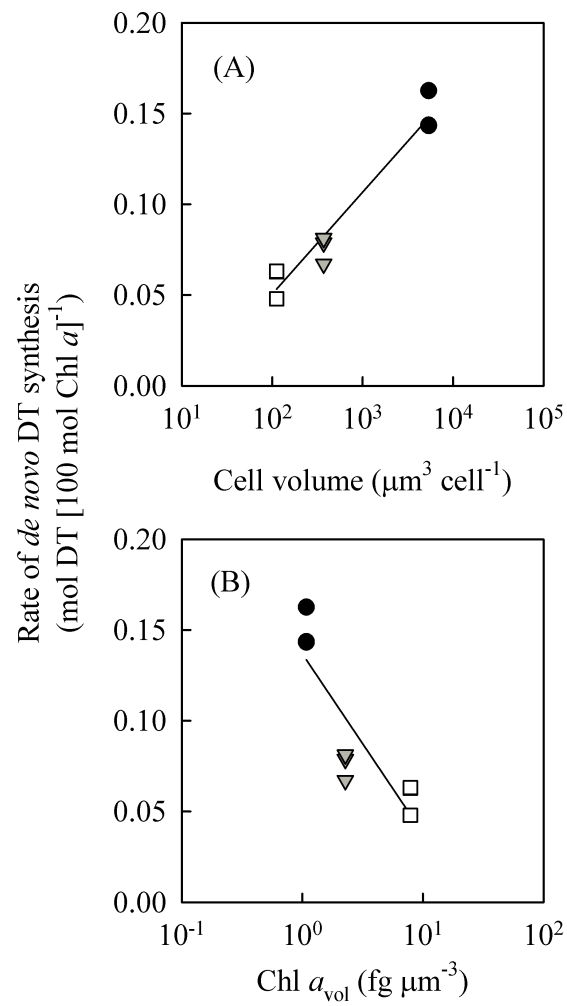 Rate of de novo DT synthesis
(mol DT [100 mol Chl a]⁻¹)
(A)
0.20
0.15
0.10
0.05
0.00
10¹ 10² 10³ 10⁴ 10⁵
Cell volume (μm³ cell⁻¹)
(B)
0.20
0.15
0.10
0.05
0.00
10⁻¹ 10⁰ 10¹ 10²
Chl a_vol (fg μm⁻³)